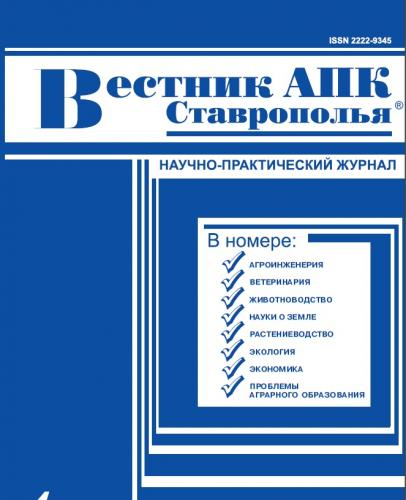 ISSN 2222-9345
Вестник АПК
Ставрополья®
НАУЧНО-ПРАКТИЧЕСКИЙ ЖУРНАЛ
В номере:
АГРОИНЖЕНЕРИЯ
ВЕТЕРИНАРИЯ
ЖИВОТНОВОДСТВО
НАУКИ О ЗЕМЛЕ
РАСТЕНИЕВОДСТВО
ЭКОЛОГИЯ
ЭКОНОМИКА
ПРОБЛЕМЫ
АГРАРНОГО ОБРАЗОВАНИЯ